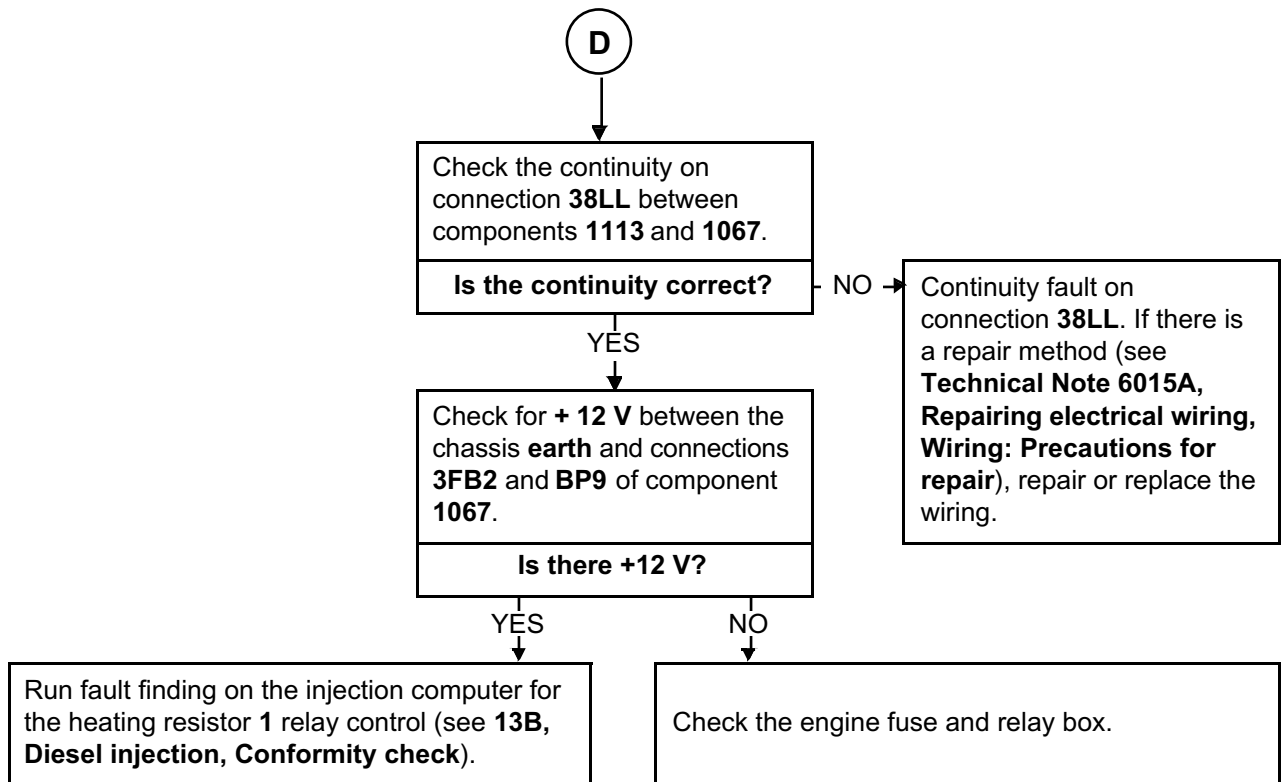 D
Check the continuity on
connection 38LL between
components 1113 and 1067.
Is the continuity correct?
NO
Continuity fault on
connection 38LL. If there is
a repair method (see
Technical Note 6015A,
Repairing electrical wiring,
Wiring: Precautions for
repair), repair or replace the
wiring.
YES
Check for + 12 V between the
chassis earth and connections
3FB2 and BP9 of component
1067.
Is there +12 V?
YES
NO
Run fault finding on the injection computer for
the heating resistor 1 relay control (see 13B,
Diesel injection, Conformity check).
Check the engine fuse and relay box.